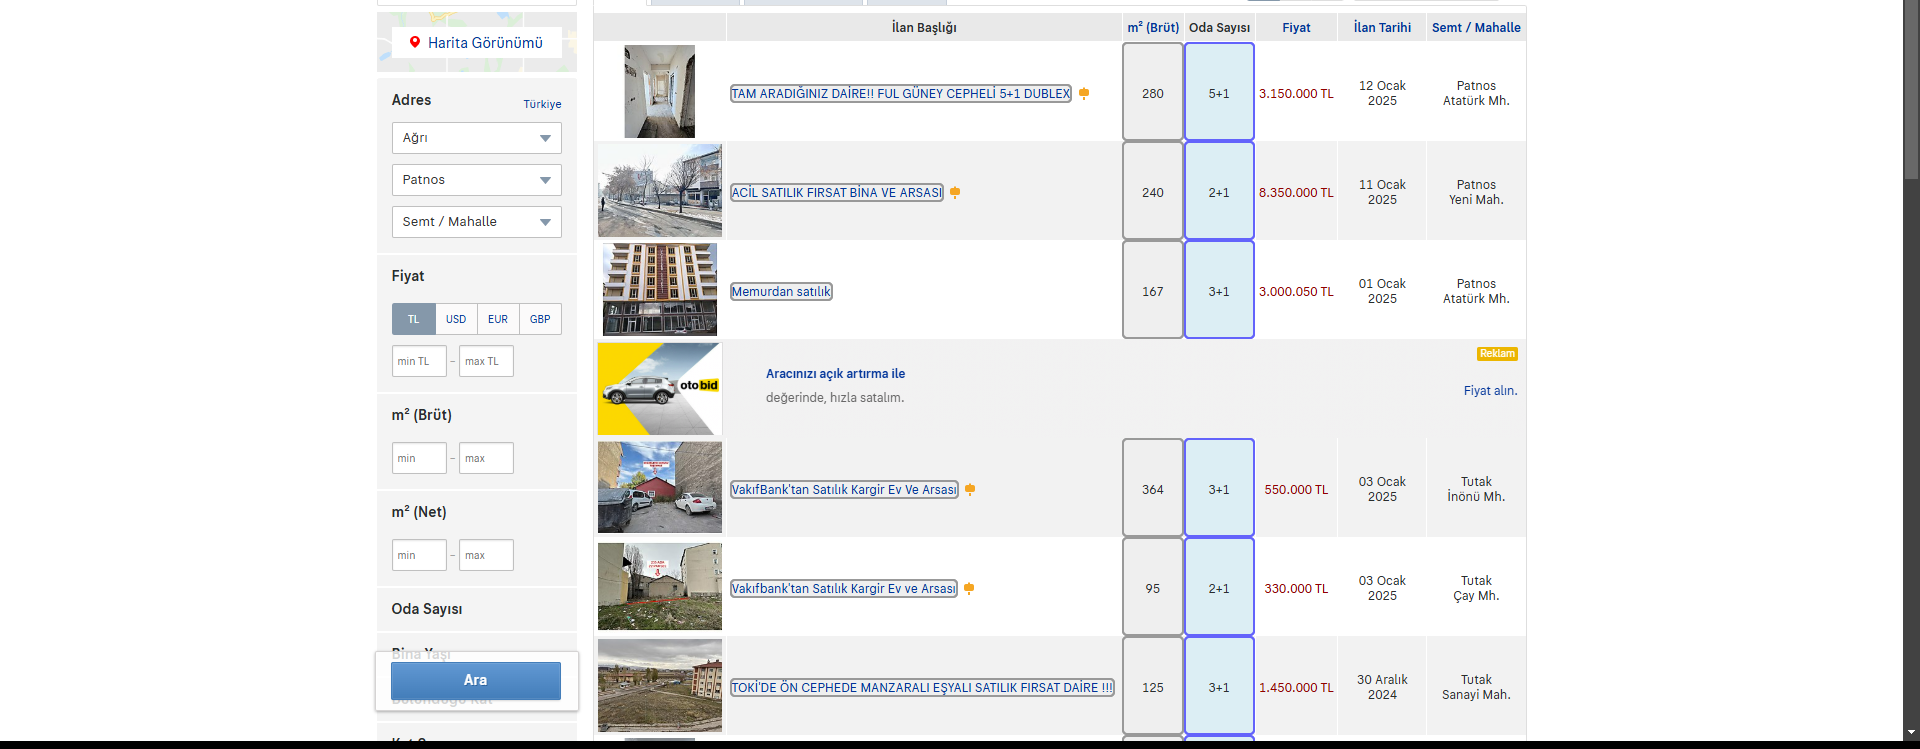 Harita Görünümü
Adres
Türkiye
Ağrı
Patnos
Semt / Mahalle
Fiyat
TL USD EUR GBP
min TL - max TL
m² (Brüt)
min - max
m² (Net)
min - max
Oda Sayısı
Bina Yaşı
Ara
İlan Başlığı m² (Brüt) Oda Sayısı Fiyat İlan Tarihi Semt / Mahalle
TAM ARADIĞINIZ DAİRE!! FUL GÜNEY CEPHELİ 5+1 DUBLEX 280 5+1 3.150.000 TL 12 Ocak 2025 Patnos Atatürk Mh.
ACİL SATILIK FIRSAT BİNA VE ARSASI 240 2+1 8.350.000 TL 11 Ocak 2025 Patnos Yeni Mah.
Memurdan satılık 167 3+1 3.000.050 TL 01 Ocak 2025 Patnos Atatürk Mh.
otobid
Aracınızı açık artırma ile
değerinde, hızla satalım.
Reklam
Fiyat alın.
VakıfBank'tan Satılık Kargir Ev Ve Arsası 364 3+1 550.000 TL 03 Ocak 2025 Tutak İnönü Mh.
Vakıfbank'tan Satılık Kargir Ev ve Arsası 95 2+1 330.000 TL 03 Ocak 2025 Tutak Çay Mh.
TOKİ'DE ÖN CEPHEDE MANZARALI EŞYALI SATILIK FIRSAT DAİRE !!! 125 3+1 1.450.000 TL 30 Aralık 2024 Tutak Sanayi Mah.